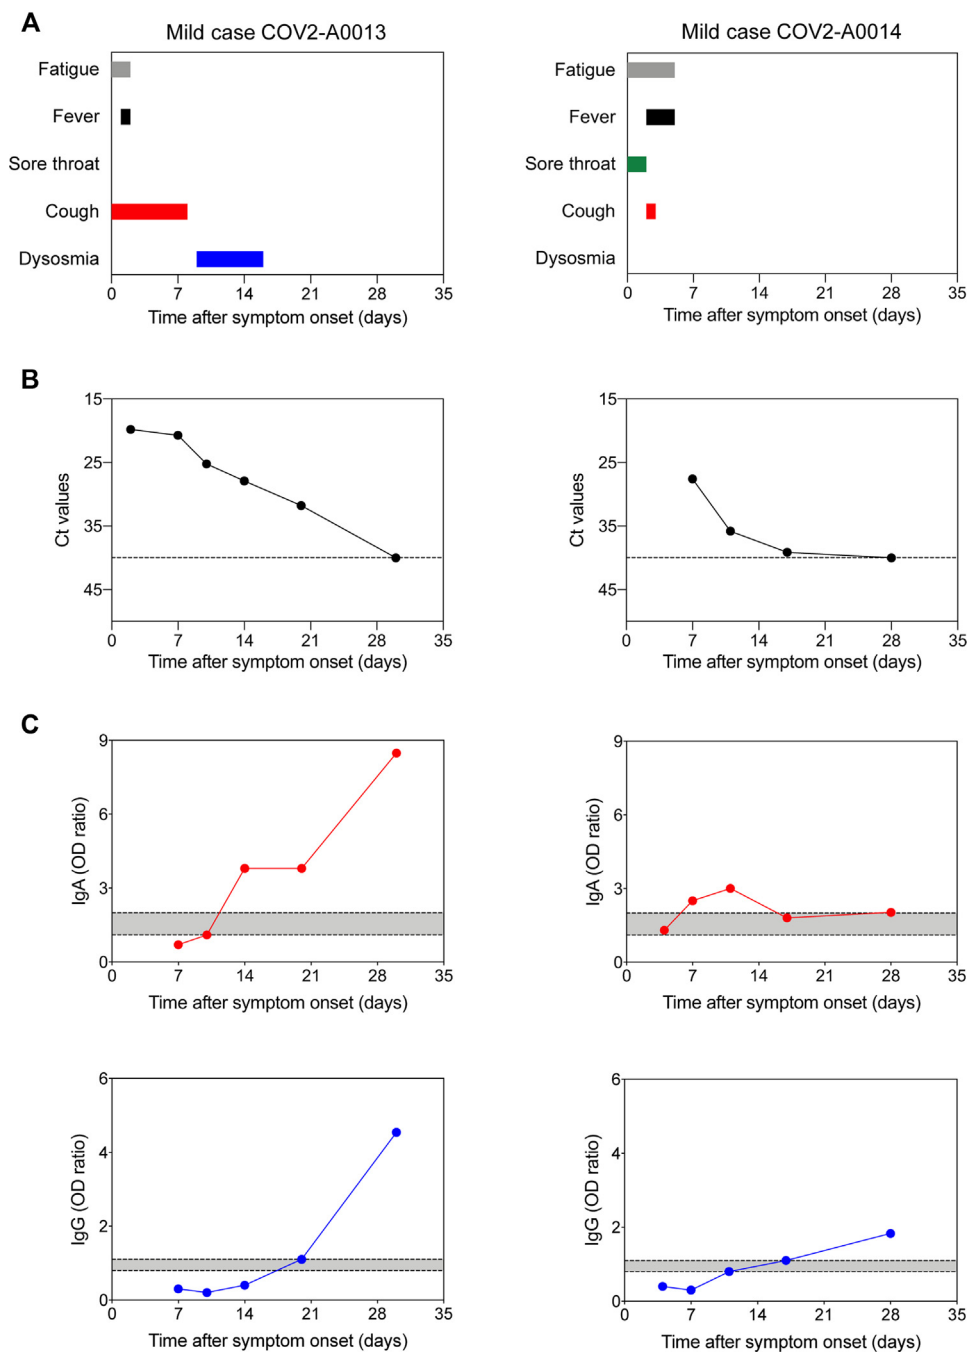 A
Mild case COV2-A0013
Mild case COV2-A0014
Fatigue
Fever
Sore throat
Cough
Dysosmia
0 7 14 21 28 35
Time after symptom onset (days)
Fatigue
Fever
Sore throat
Cough
Dysosmia
0 7 14 21 28 35
Time after symptom onset (days)
B
Ct values
15
25
35
45
0 7 14 21 28 35
Time after symptom onset (days)
Ct values
15
25
35
45
0 7 14 21 28 35
Time after symptom onset (days)
C
IgA (OD ratio)
9
6
3
0
0 7 14 21 28 35
Time after symptom onset (days)
IgA (OD ratio)
9
6
3
0
0 7 14 21 28 35
Time after symptom onset (days)
IgG (OD ratio)
6
4
2
0
0 7 14 21 28 35
Time after symptom onset (days)
IgG (OD ratio)
6
4
2
0
0 7 14 21 28 35
Time after symptom onset (days)